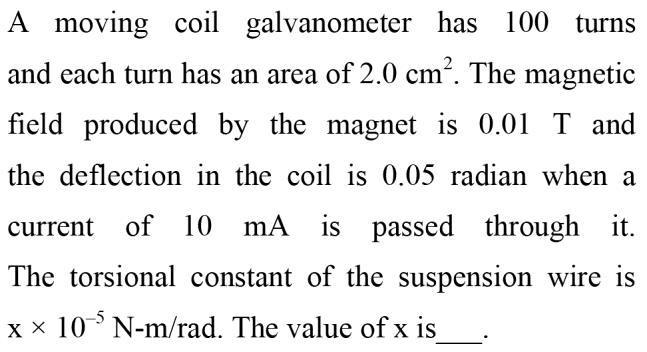 A moving coil galvanometer has 100 turns
and each turn has an area of 2.0 cm². The magnetic
field produced by the magnet is 0.01 T and
the deflection in the coil is 0.05 radian when a
current of 10 mA is passed through it.
The torsional constant of the suspension wire is
x × 10⁻⁵ N-m/rad. The value of x is___.